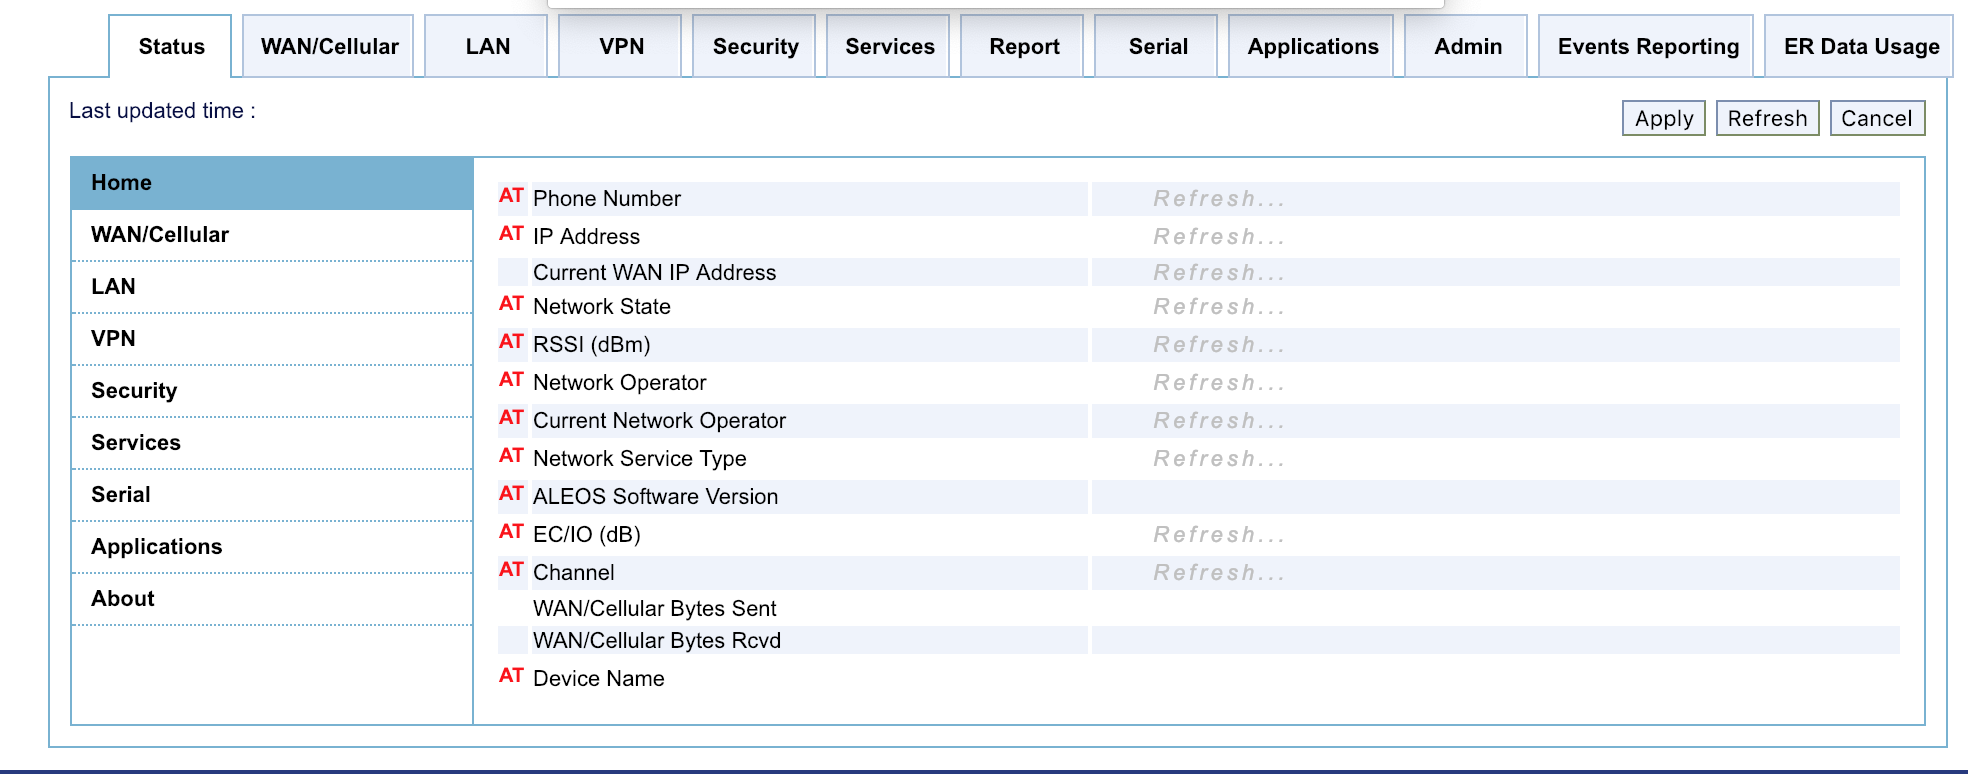 Status WAN/Cellular LAN VPN Security Services Report Serial Applications Admin Events Reporting ER Data Usage
Last updated time :
Apply Refresh Cancel
Home
WAN/Cellular
LAN
VPN
Security
Services
Serial
Applications
About
AT Phone Number Refresh...
AT IP Address Refresh...
Current WAN IP Address Refresh...
AT Network State Refresh...
AT RSSI (dBm) Refresh...
AT Network Operator Refresh...
AT Current Network Operator Refresh...
AT Network Service Type Refresh...
AT ALEOS Software Version
AT EC/IO (dB) Refresh...
AT Channel Refresh...
WAN/Cellular Bytes Sent
WAN/Cellular Bytes Rcvd
AT Device Name